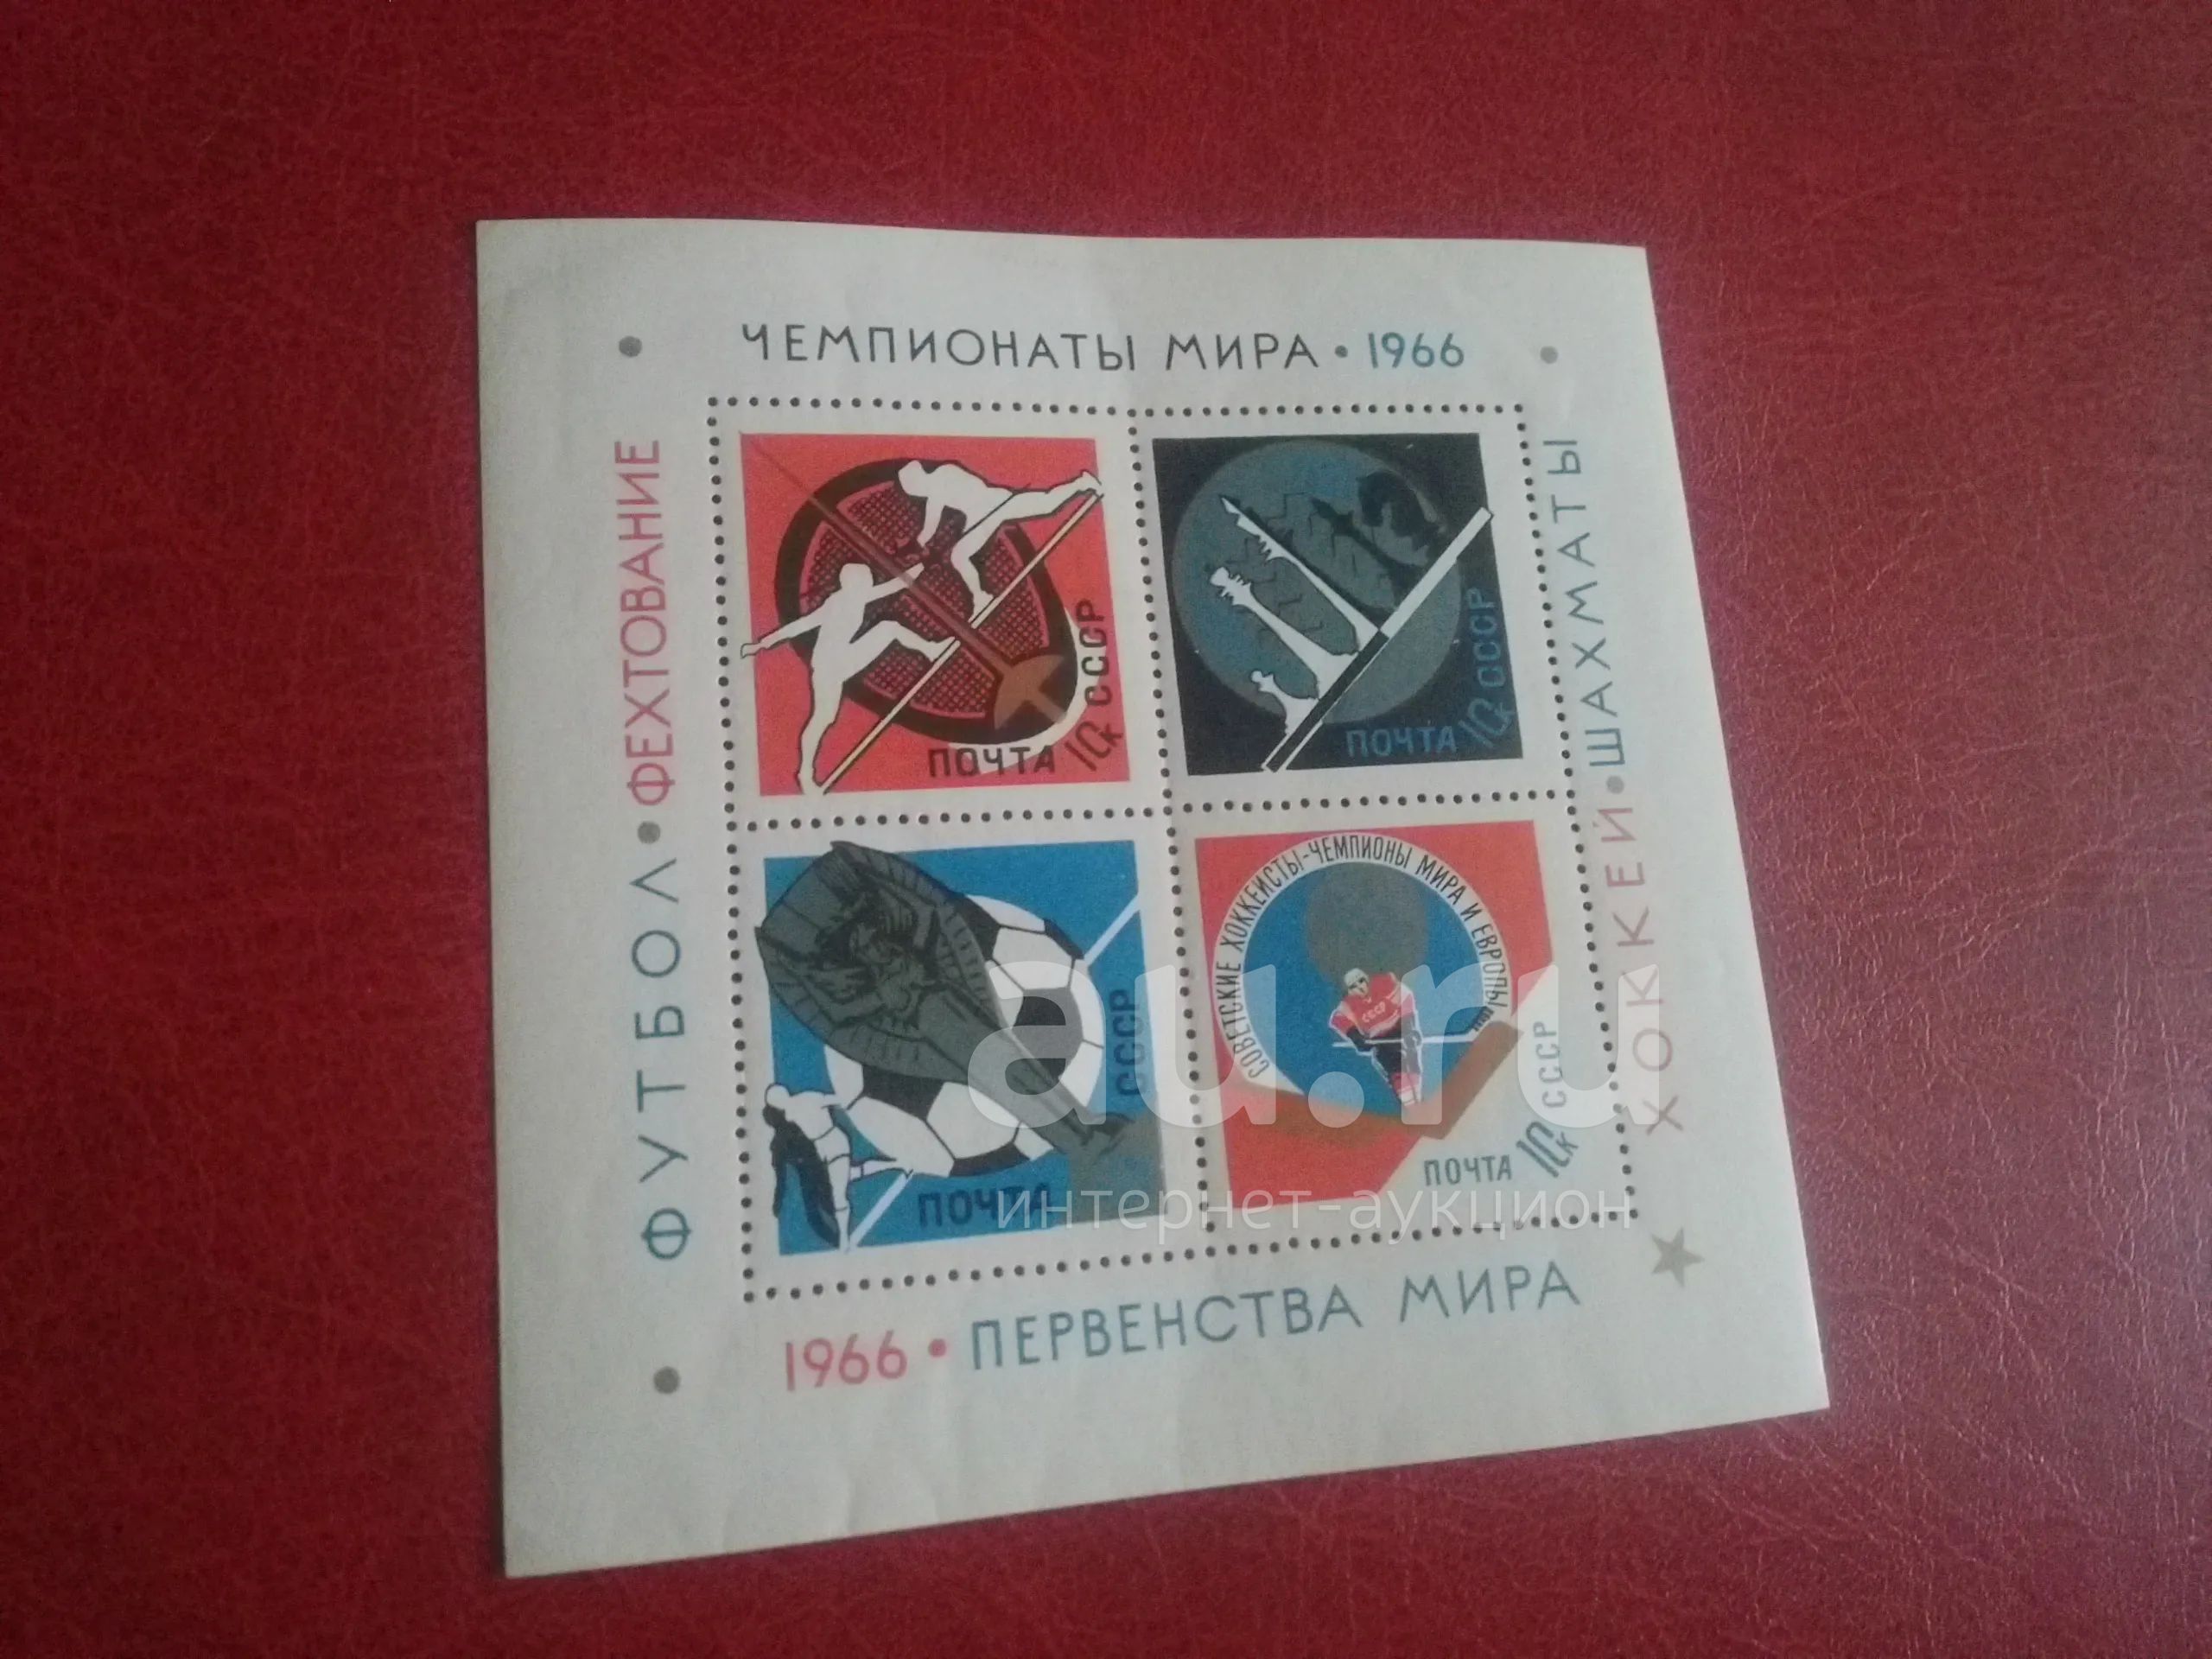 ЧЕМПИОНАТЫ МИРА • 1966
ФУТБОЛ • ФЕХТОВАНИЕ
ХОККЕЙ • ШАХМАТЫ
ПОЧТА 10к СССР
ПОЧТА 10к СССР
ПОЧТА СССР
СОВЕТСКИЕ ХОККЕИСТЫ-ЧЕМПИОНЫ МИРА И ЕВРОПЫ!!!
СССР
ПОЧТА 10к СССР
1966 • ПЕРВЕНСТВА МИРА
au.ru
интернет-аукцион